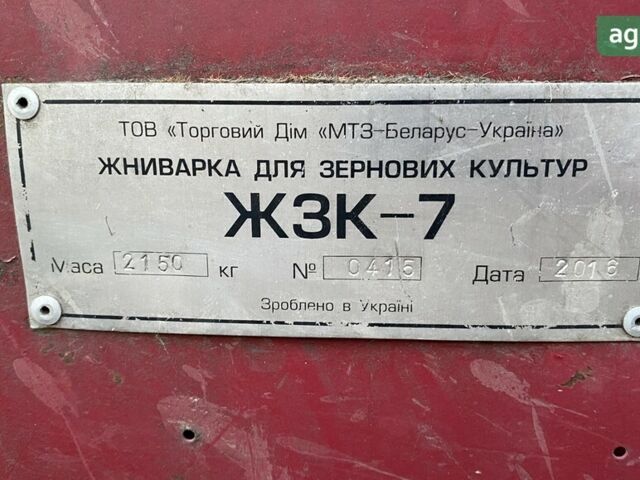 ag
ТОВ «Торговий Дім «МТЗ-Беларус-Україна»
ЖНИВАРКА ДЛЯ ЗЕРНОВИХ КУЛЬТУР
ЖЗК-7
Маса 2150 кг № 0415 Дата 2016
Зроблено в Україні